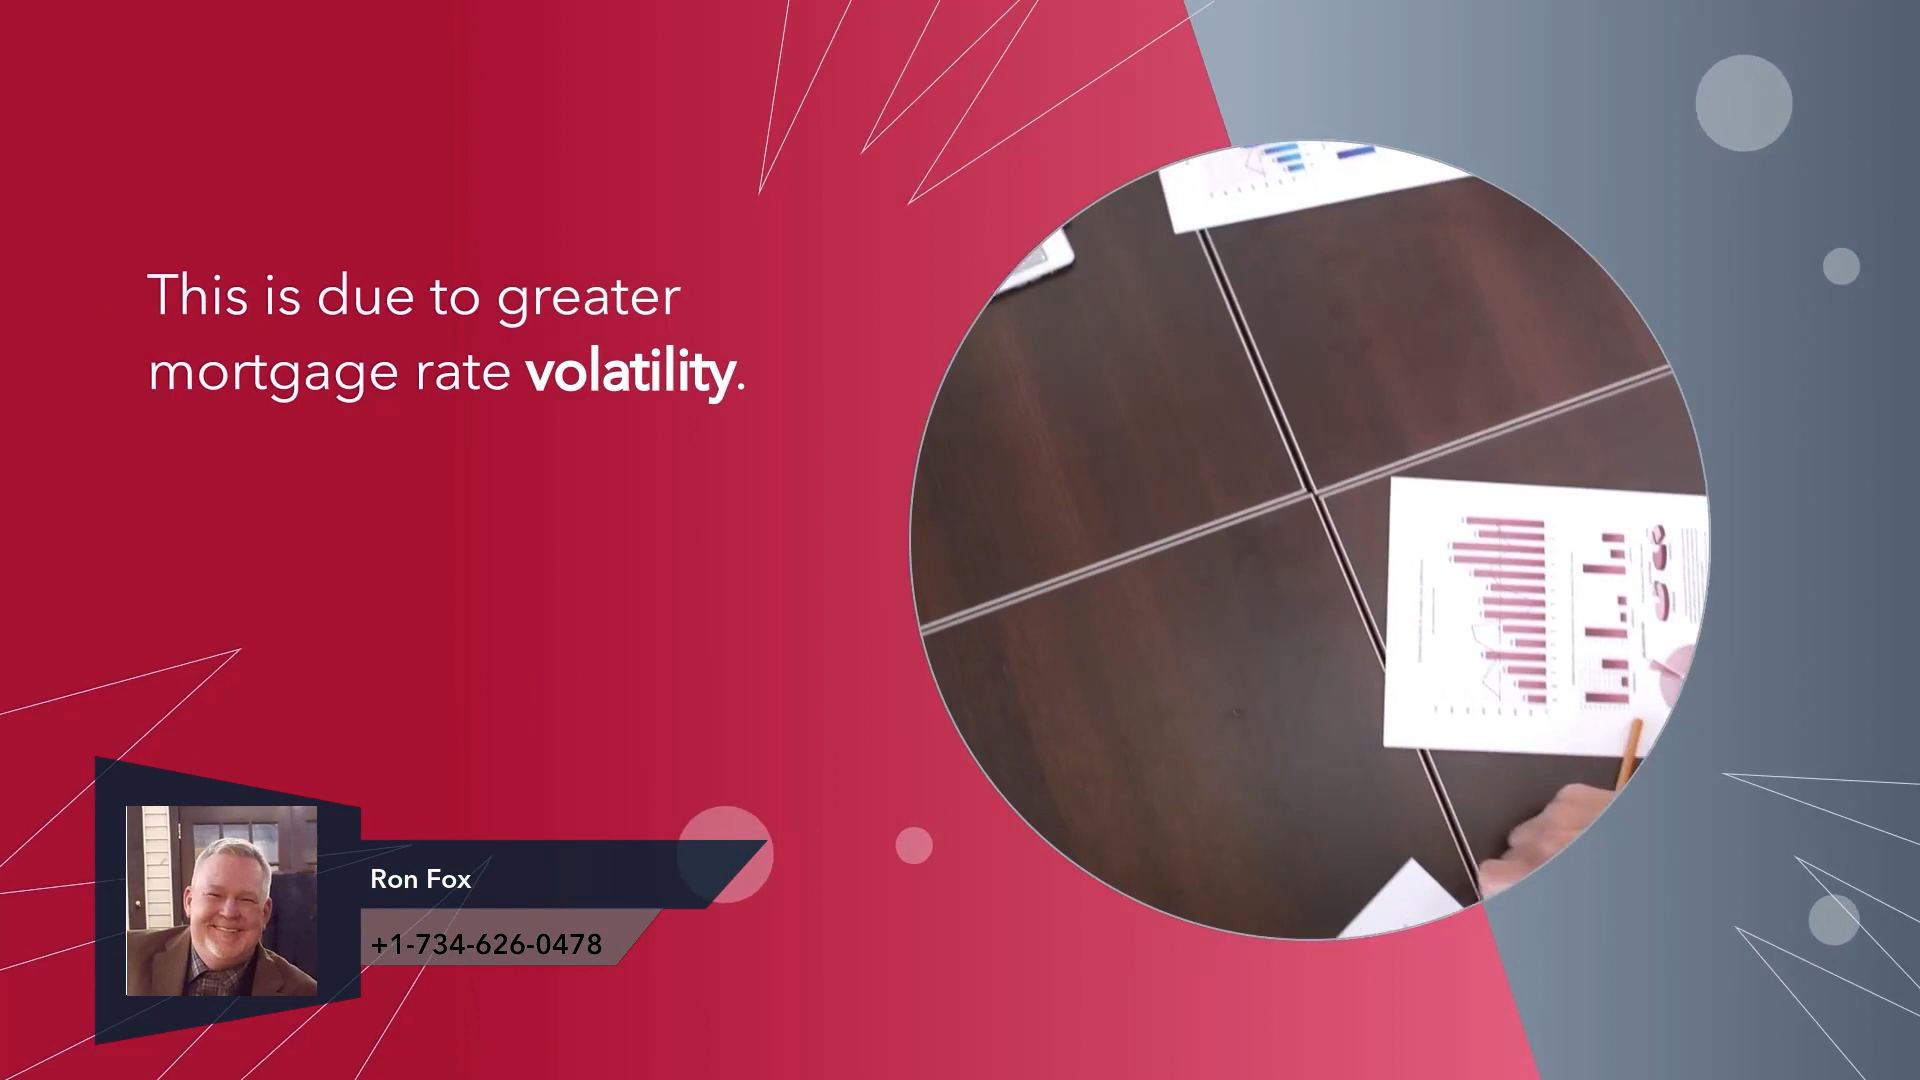 This is due to greater
mortgage rate volatility.
Ron Fox
+1-734-626-0478